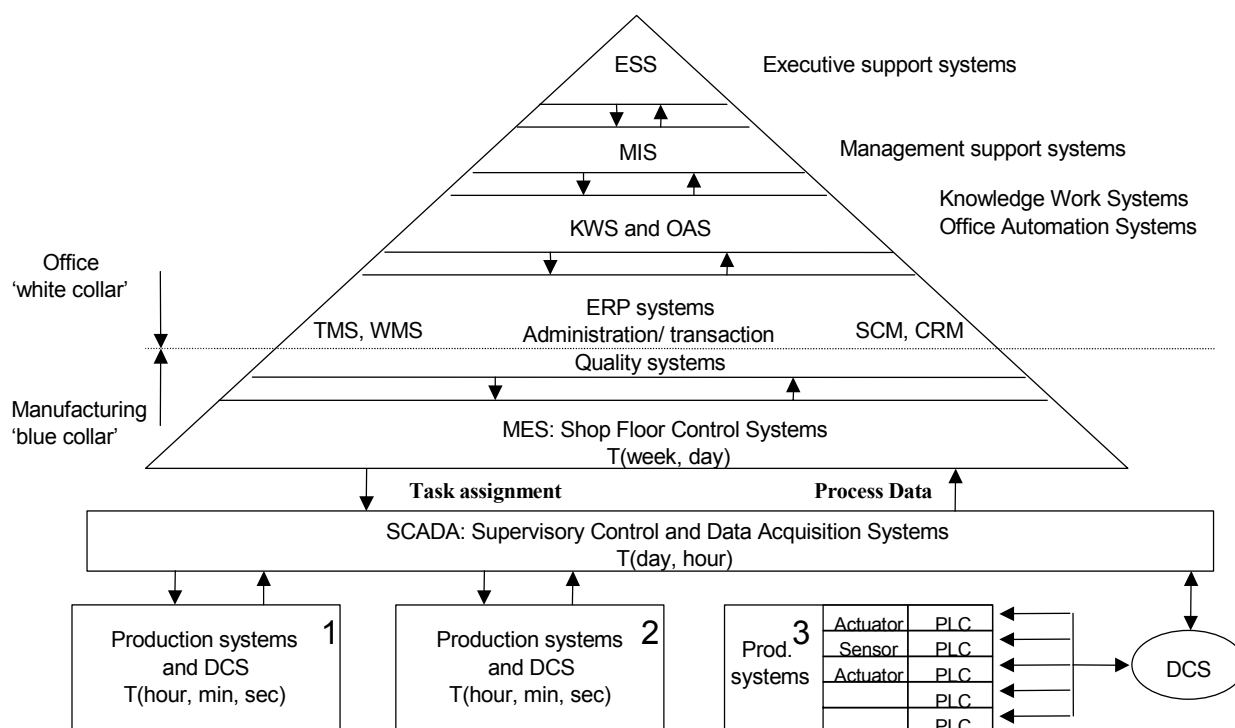 ESS
Executive support systems
MIS
Management support systems
Knowledge Work Systems
Office Automation Systems
KWS and OAS
Office
‘white collar’
ERP systems
TMS, WMS
Administration/ transaction
SCM, CRM
Quality systems
Manufacturing
‘blue collar’
MES: Shop Floor Control Systems
T(week, day)
Task assignment
Process Data
SCADA: Supervisory Control and Data Acquisition Systems
T(day, hour)
Production systems
and DCS
T(hour, min, sec)
1
Production systems
and DCS
T(hour, min, sec)
2
Prod.
systems
3
Actuator
PLC
Sensor
PLC
Actuator
PLC
PLC
PLC
DCS